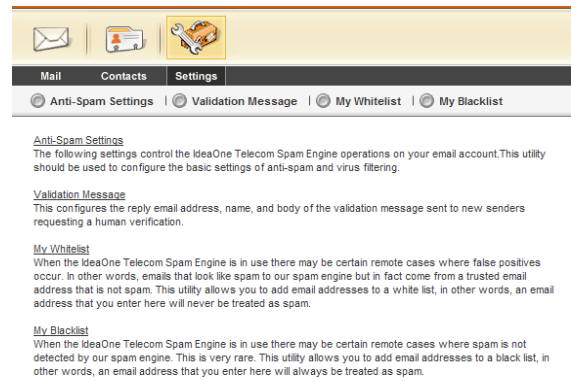 Mail Contacts Settings
Anti-Spam Settings | Validation Message | My Whitelist | My Blacklist
Anti-Spam Settings
The following settings control the IdeaOne Telecom Spam Engine operations on your email account.This utility
should be used to configure the basic settings of anti-spam and virus filtering.
Validation Message
This configures the reply email address, name, and body of the validation message sent to new senders
requesting a human verification.
My Whitelist
When the IdeaOne Telecom Spam Engine is in use there may be certain remote cases where false positives
occur. In other words, emails that look like spam to our spam engine but in fact come from a trusted email
address that is not spam. This utility allows you to add email addresses to a white list, in other words, an email
address that you enter here will never be treated as spam.
My Blacklist
When the IdeaOne Telecom Spam Engine is in use there may be certain remote cases where spam is not
detected by our spam engine. This is very rare. This utility allows you to add email addresses to a black list, in
other words, an email address that you enter here will always be treated as spam.